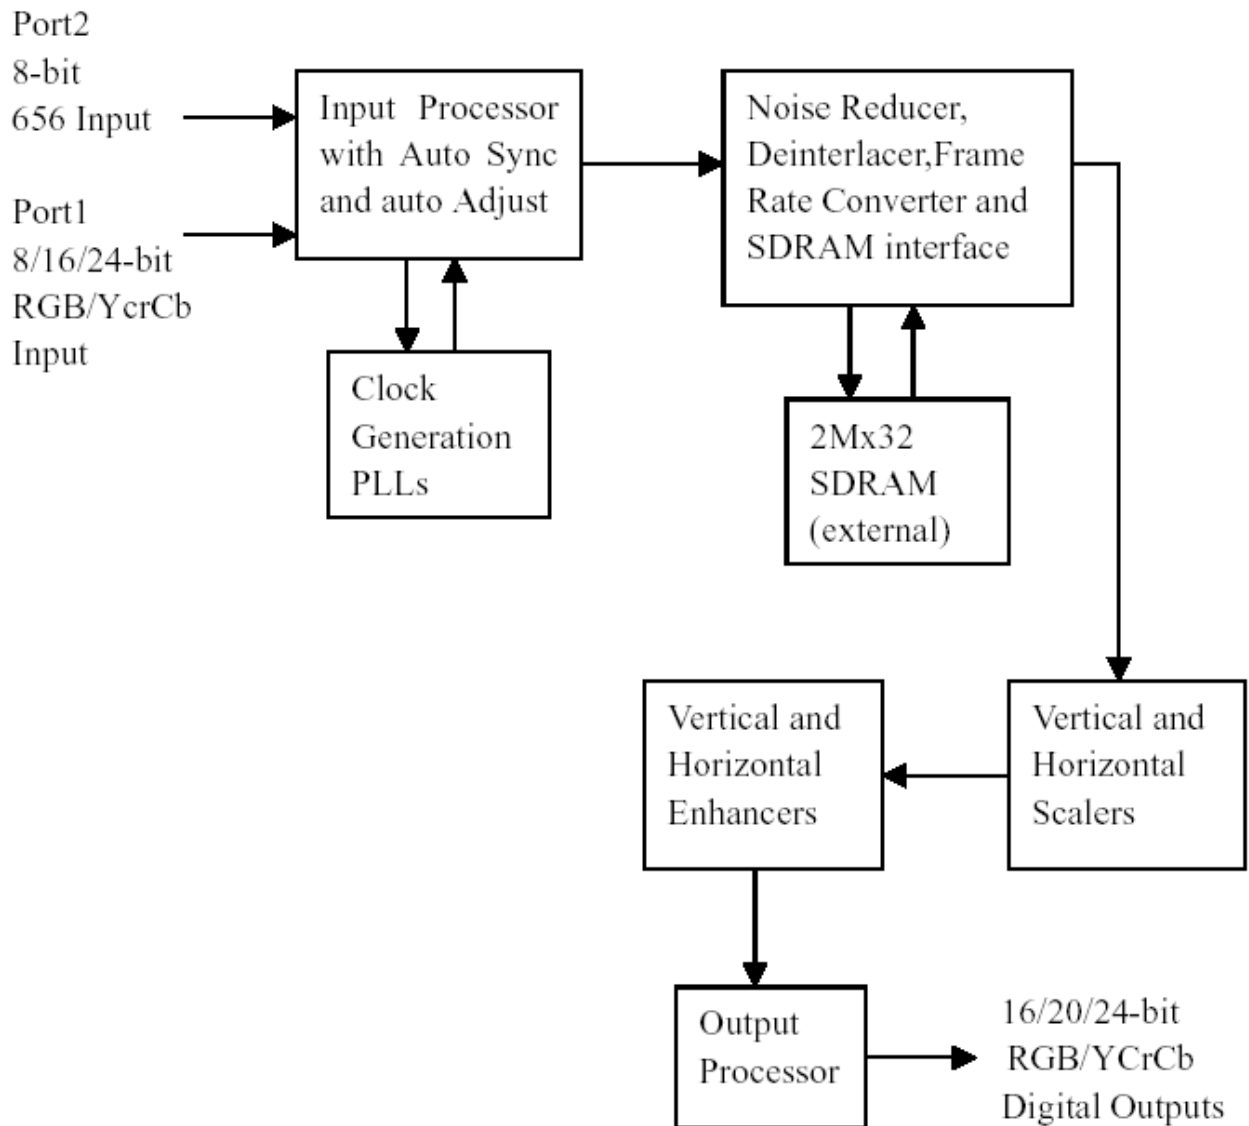 Port2
8-bit
656 Input
Port1
8/16/24-bit
RGB/YcrCb
Input
Input Processor
with Auto Sync
and auto Adjust
Clock
Generation
PLLs
Noise Reducer,
Deinterlacer,Frame
Rate Converter and
SDRAM interface
2Mx32
SDRAM
(external)
Vertical and
Horizontal
Scalers
Vertical and
Horizontal
Enhancers
Output
Processor
16/20/24-bit
RGB/YCrCb
Digital Outputs